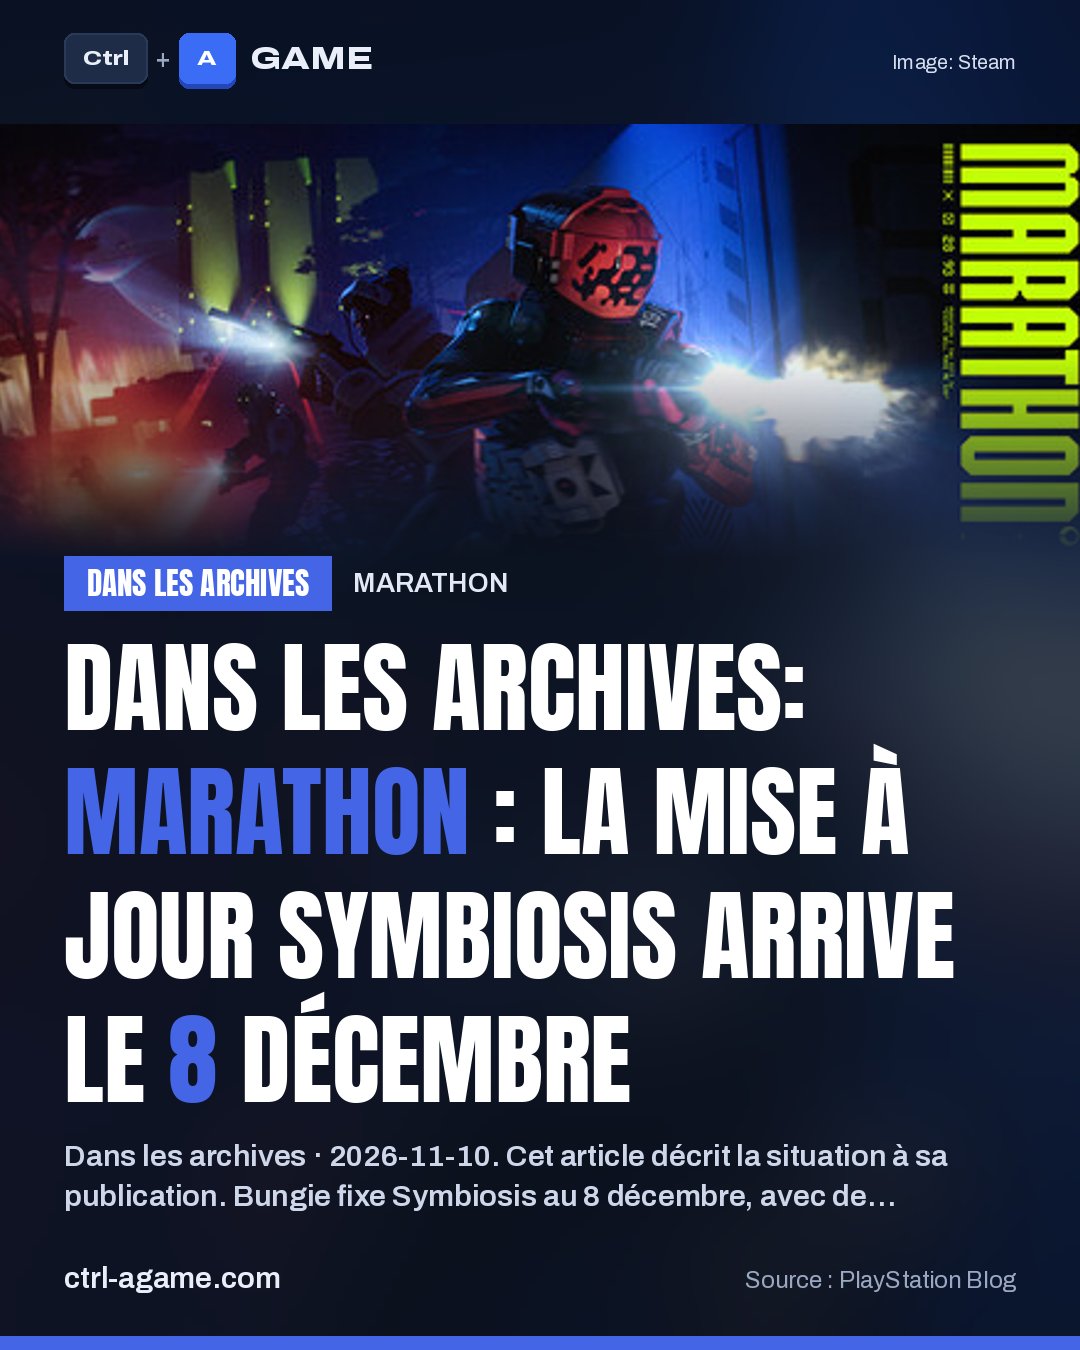 Ctrl + A GAME
Image: Steam
MARATHON
DANS LES ARCHIVES
MARATHON
DANS LES ARCHIVES:
MARATHON : LA MISE À
JOUR SYMBIOSIS ARRIVE
LE 8 DÉCEMBRE
Dans les archives · 2026-11-10. Cet article décrit la situation à sa
publication. Bungie fixe Symbiosis au 8 décembre, avec de…
ctrl-agame.com
Source : PlayStation Blog